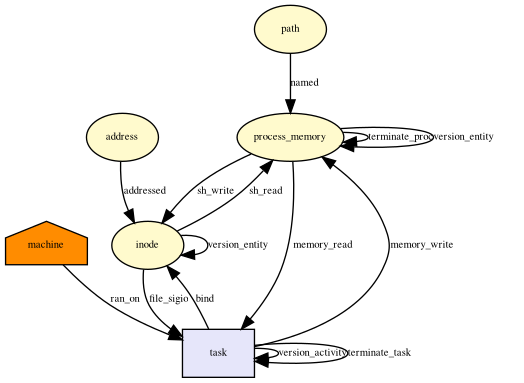 path
named
address
process_memory
terminate_proc
version_entity
addressed
sh_write
sh_read
machine
inode
version_entity
memory_read
memory_write
ran_on
file_sigio
bind
task
version_activity
terminate_task